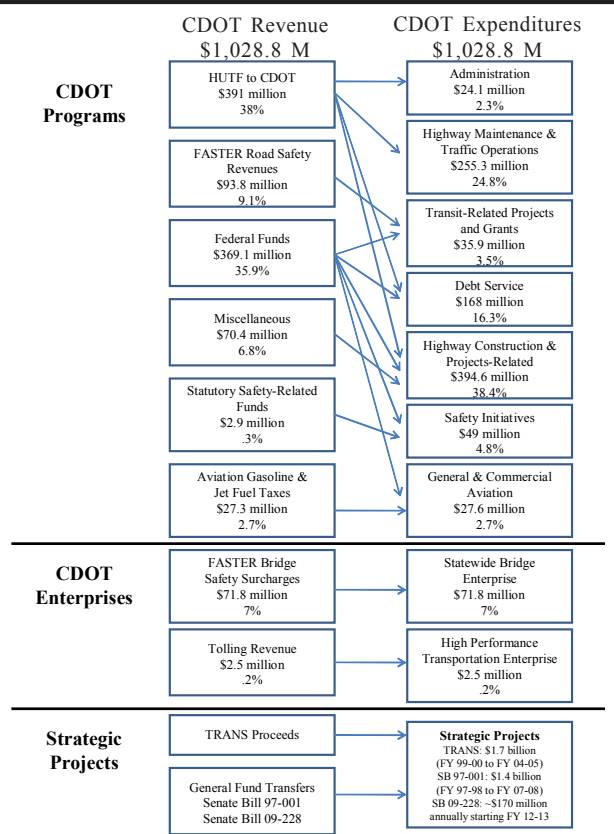 CDOT Revenue
$1,028.8 M
CDOT Expenditures
$1,028.8 M
CDOT
Programs
HUTF to CDOT
$391 million
38%
FASTER Road Safety
Revenues
$93.8 million
9.1%
Federal Funds
$369.1 million
35.9%
Miscellaneous
$70.4 million
6.8%
Statutory Safety-Related
Funds
$2.9 million
.3%
Aviation Gasoline &
Jet Fuel Taxes
$27.3 million
2.7%
Administration
$24.1 million
2.3%
Highway Maintenance &
Traffic Operations
$255.3 million
24.8%
Transit-Related Projects
and Grants
$35.9 million
3.5%
Debt Service
$168 million
16.3%
Highway Construction &
Projects-Related
$394.6 million
38.4%
Safety Initiatives
$49 million
4.8%
General & Commercial
Aviation
$27.6 million
2.7%
CDOT
Enterprises
FASTER Bridge
Safety Surcharges
$71.8 million
7%
Statewide Bridge
Enterprise
$71.8 million
7%
Tolling Revenue
$2.5 million
.2%
High Performance
Transportation Enterprise
$2.5 million
.2%
Strategic
Projects
TRANS Proceeds
General Fund Transfers
Senate Bill 97-001
Senate Bill 09-228
Strategic Projects
TRANS: $1.7 billion
(FY 99-00 to FY 04-05)
SB 97-001: $1.4 billion
(FY 97-98 to FY 07-08)
SB 09-228: ~$170 million
annually starting FY 12-13